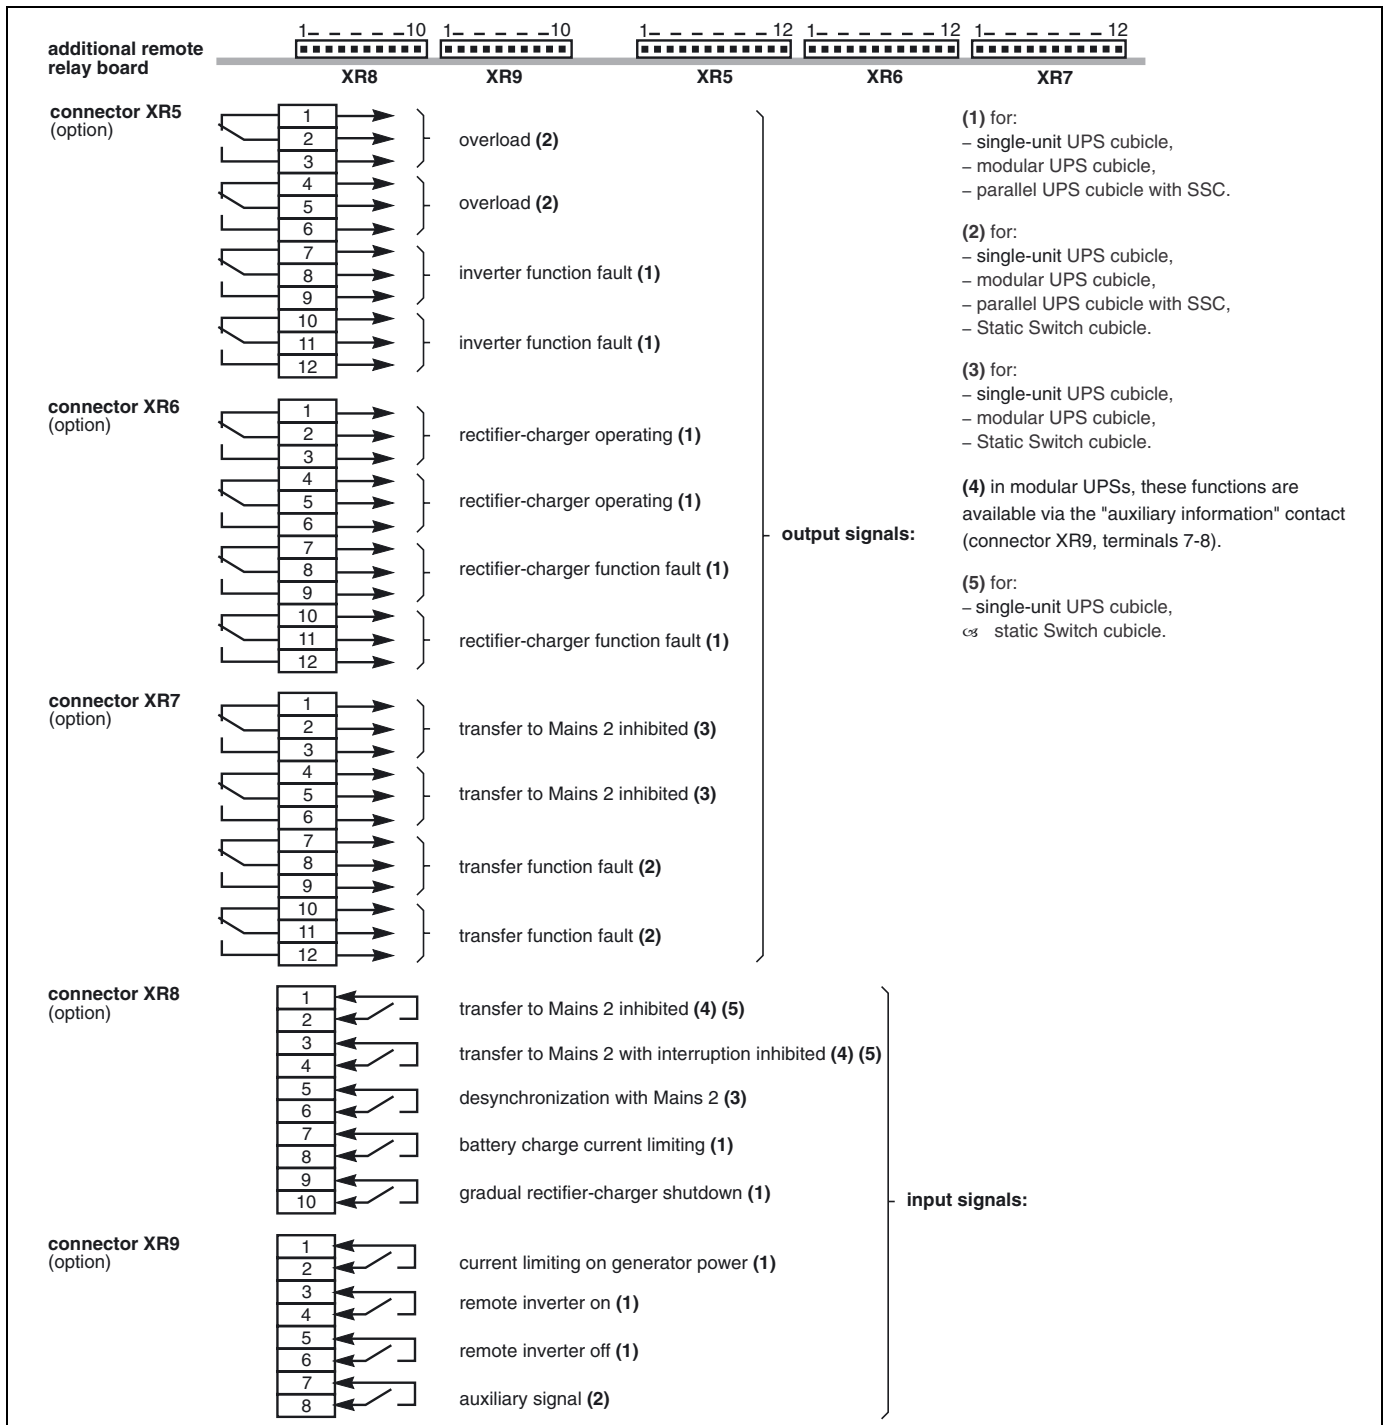 additional remote
relay board
1 10 1 10 1 12 1 12 1 12
XR8 XR9 XR5 XR6 XR7
connector XR5
(option)
1
2
3
4
5
6
7
8
9
10
11
12
overload (2)
overload (2)
inverter function fault (1)
inverter function fault (1)
connector XR6
(option)
1
2
3
4
5
6
7
8
9
10
11
12
rectifier-charger operating (1)
rectifier-charger operating (1)
rectifier-charger function fault (1)
rectifier-charger function fault (1)
connector XR7
(option)
1
2
3
4
5
6
7
8
9
10
11
12
transfer to Mains 2 inhibited (3)
transfer to Mains 2 inhibited (3)
transfer function fault (2)
transfer function fault (2)
output signals:
(1) for:
– single-unit UPS cubicle,
– modular UPS cubicle,
– parallel UPS cubicle with SSC.
(2) for:
– single-unit UPS cubicle,
– modular UPS cubicle,
– parallel UPS cubicle with SSC,
– Static Switch cubicle.
(3) for:
– single-unit UPS cubicle,
– modular UPS cubicle,
– Static Switch cubicle.
(4) in modular UPSs, these functions are
available via the "auxiliary information" contact
(connector XR9, terminals 7-8).
(5) for:
– single-unit UPS cubicle,
static Switch cubicle.
connector XR8
(option)
1
2
3
4
5
6
7
8
9
10
transfer to Mains 2 inhibited (4) (5)
transfer to Mains 2 with interruption inhibited (4) (5)
desynchronization with Mains 2 (3)
battery charge current limiting (1)
gradual rectifier-charger shutdown (1)
connector XR9
(option)
1
2
3
4
5
6
7
8
current limiting on generator power (1)
remote inverter on (1)
remote inverter off (1)
auxiliary signal (2)
input signals: